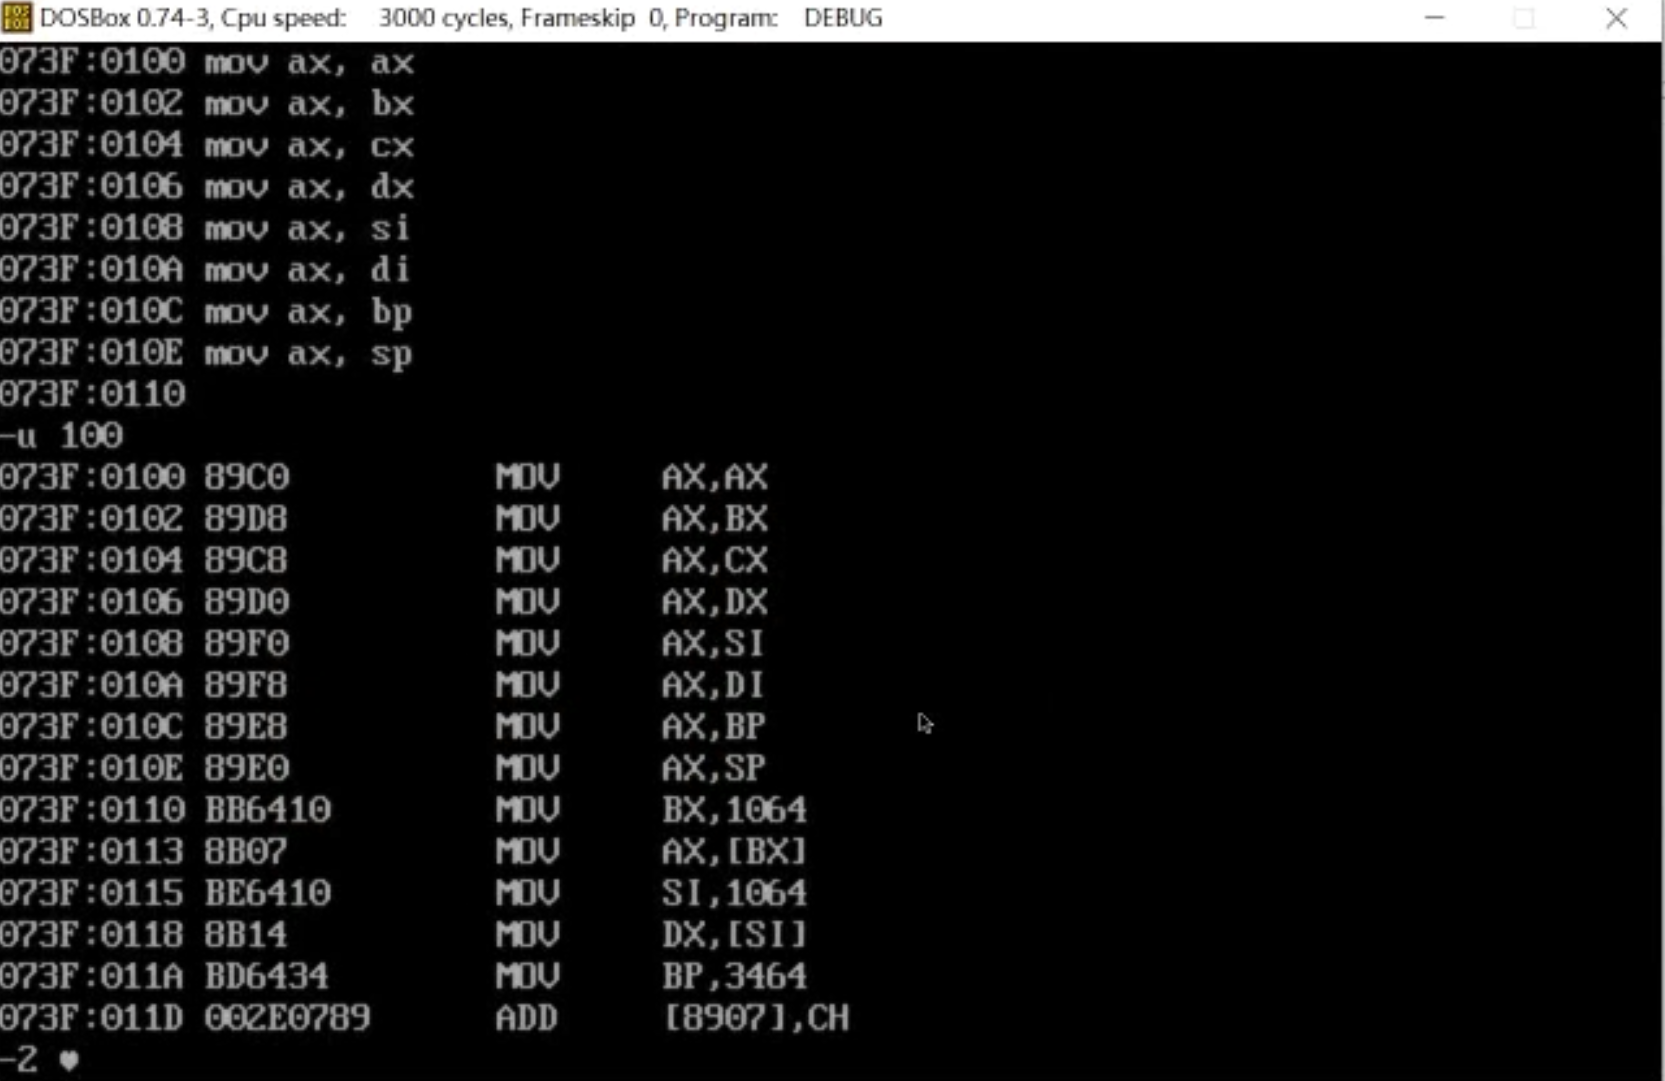 DOSBox 0.74-3, Cpu speed: 3000 cycles, Frameskip 0, Program: DEBUG
073F:0100 mov ax, ax
073F:0102 mov ax, bx
073F:0104 mov ax, cx
073F:0106 mov ax, dx
073F:0108 mov ax, si
073F:010A mov ax, di
073F:010C mov ax, bp
073F:010E mov ax, sp
073F:0110
-u 100
073F:0100 89C0 MOV AX,AX
073F:0102 89D8 MOV AX,BX
073F:0104 89C8 MOV AX,CX
073F:0106 89D0 MOV AX,DX
073F:0108 89F0 MOV AX,SI
073F:010A 89F8 MOV AX,DI
073F:010C 89E8 MOV AX,BP
073F:010E 89E0 MOV AX,SP
073F:0110 BB6410 MOV BX,1064
073F:0113 8B07 MOV AX,[BX]
073F:0115 BE6410 MOV SI,1064
073F:0118 8B14 MOV DX,[SI]
073F:011A BD6434 MOV BP,3464
073F:011D 002E0789 ADD [8907],CH
-2 ♥